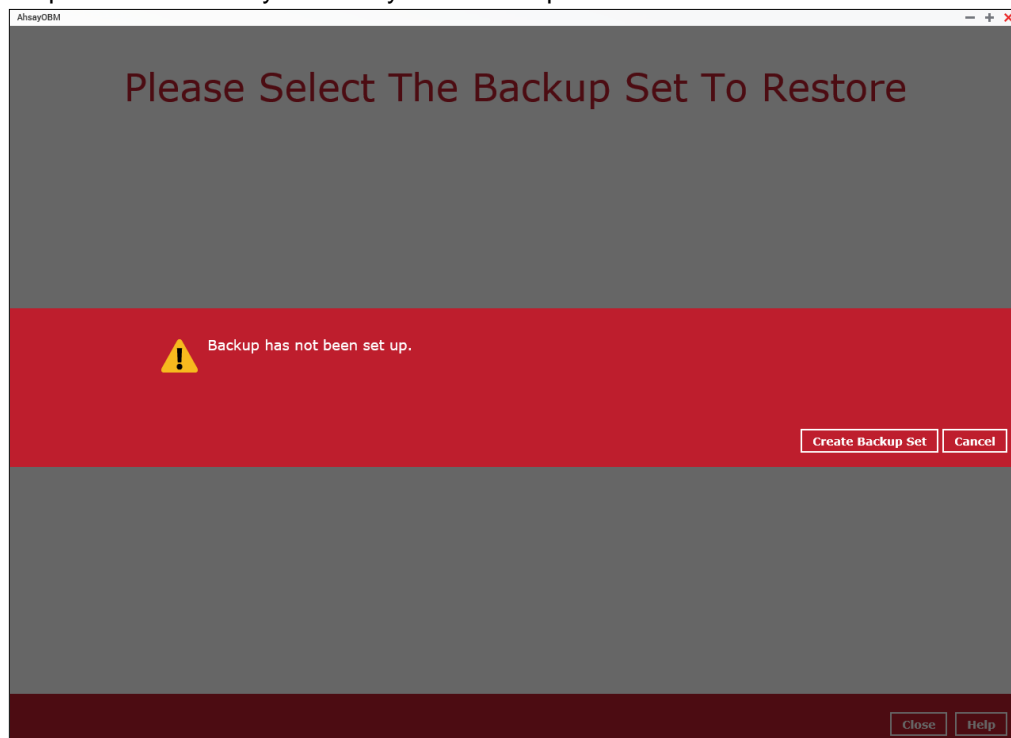 AhsayOBM
Please Select The Backup Set To Restore
Backup has not been set up.
Create Backup Set Cancel
Close Help